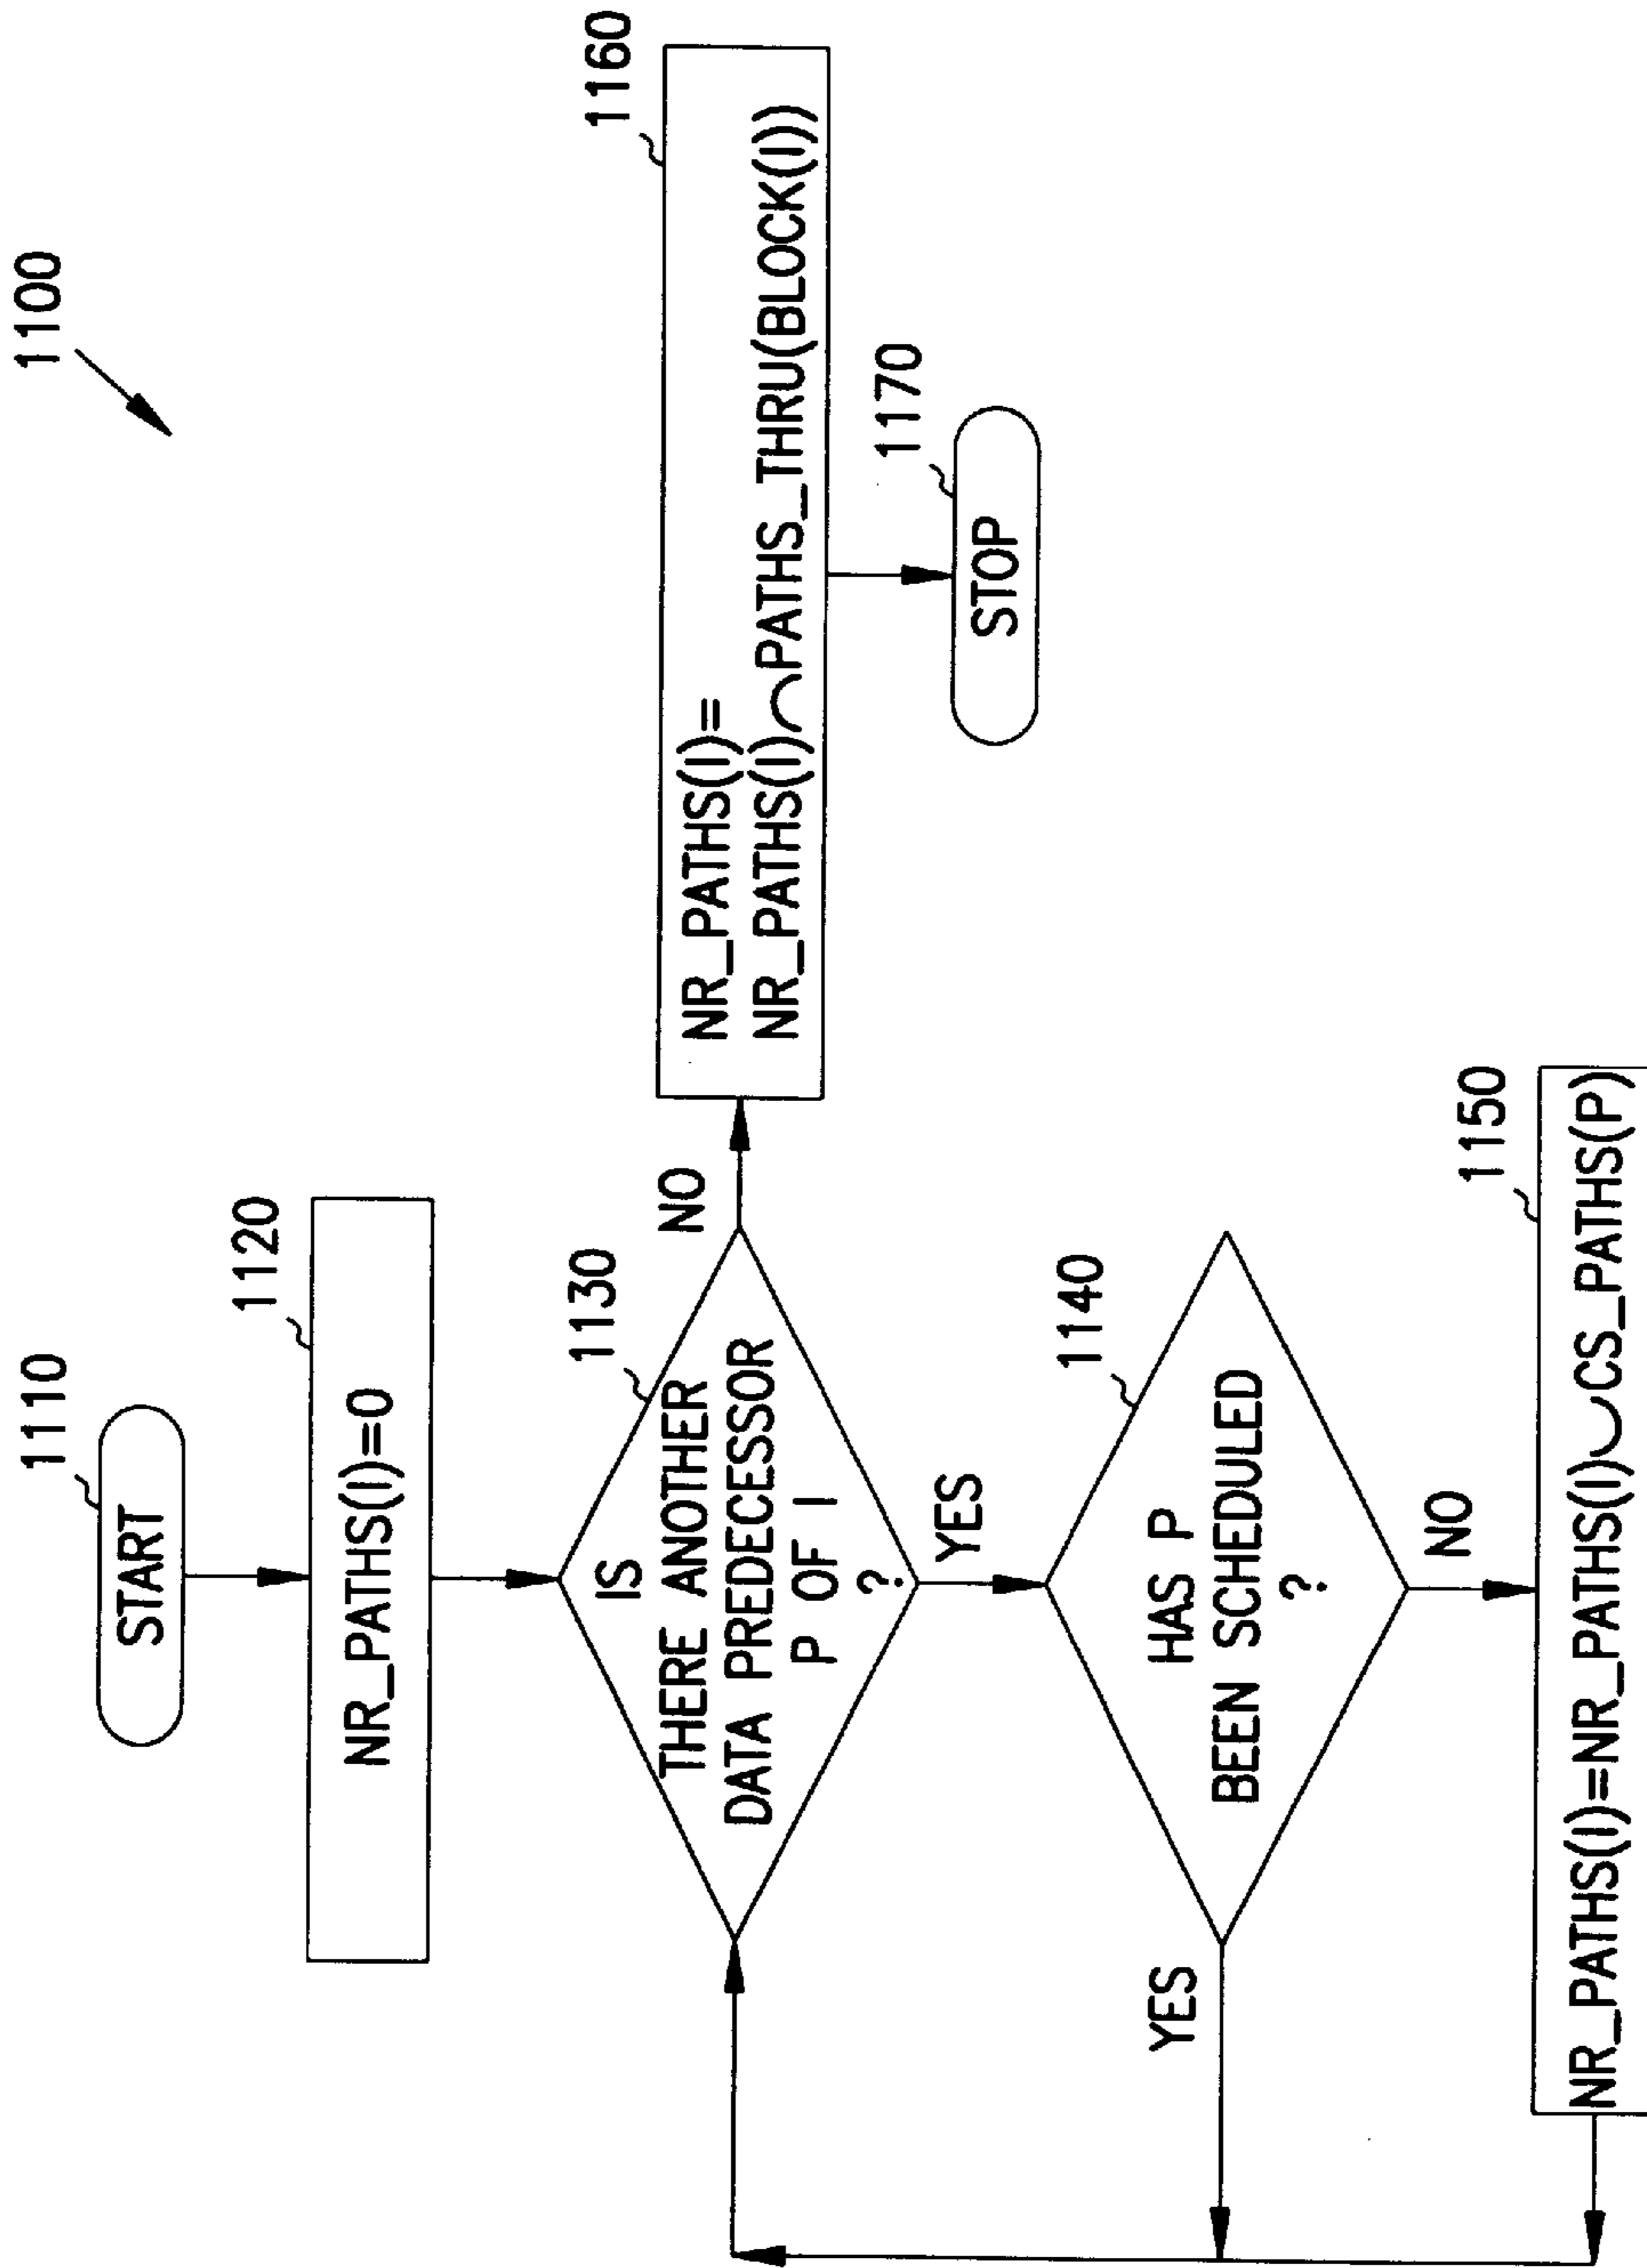 1100
1110
START
1120
NR_PATHS(I)=0
1130
IS
THERE ANOTHER
DATA PREDECESSOR
P OF I
?
NO
YES
1160
NR_PATHS(I)=
NR_PATHS(I)∩PATHS_THRU(BLOCK(I))
1170
STOP
1140
HAS P
BEEN SCHEDULED
?
YES
NO
1150
NR_PATHS(I)=NR_PATHS(I)∪CS_PATHS(P)